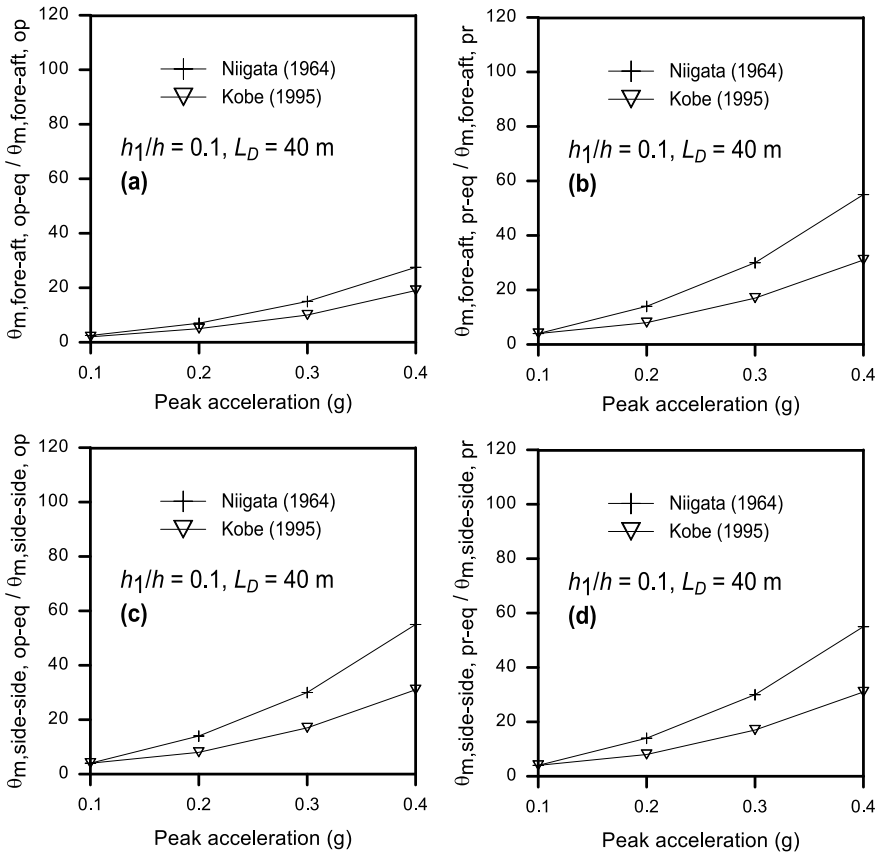 θm,fore-aft, op-eq / θm,fore-aft, op
120
100
80
60
40
20
0
Niigata (1964)
Kobe (1995)
h1/h = 0.1, LD = 40 m
(a)
0.1 0.2 0.3 0.4
Peak acceleration (g)
θm,fore-aft, pr-eq / θm,fore-aft, pr
120
100
80
60
40
20
0
Niigata (1964)
Kobe (1995)
h1/h = 0.1, LD = 40 m
(b)
0.1 0.2 0.3 0.4
Peak acceleration (g)
θm,side-side, op-eq / θm,side-side, op
120
100
80
60
40
20
0
Niigata (1964)
Kobe (1995)
h1/h = 0.1, LD = 40 m
(c)
0.1 0.2 0.3 0.4
Peak acceleration (g)
θm,side-side, pr-eq / θm,side-side, pr
120
100
80
60
40
20
0
Niigata (1964)
Kobe (1995)
h1/h = 0.1, LD = 40 m
(d)
0.1 0.2 0.3 0.4
Peak acceleration (g)